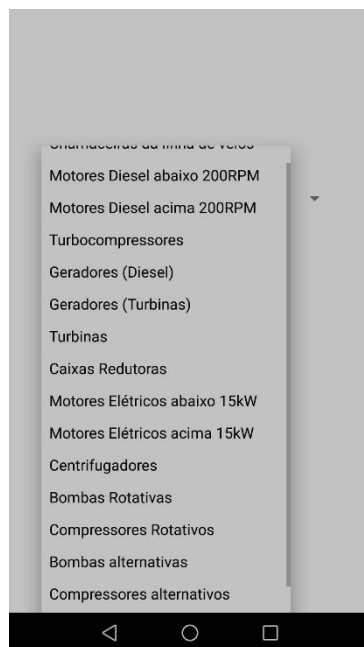 Motores Diesel abaixo 200RPM
Motores Diesel acima 200RPM
Turbocompressores
Geradores (Diesel)
Geradores (Turbinas)
Turbinas
Caixas Redutoras
Motores Elétricos abaixo 15kW
Motores Elétricos acima 15kW
Centrifugadores
Bombas Rotativas
Compressores Rotativos
Bombas alternativas
Compressores alternativos